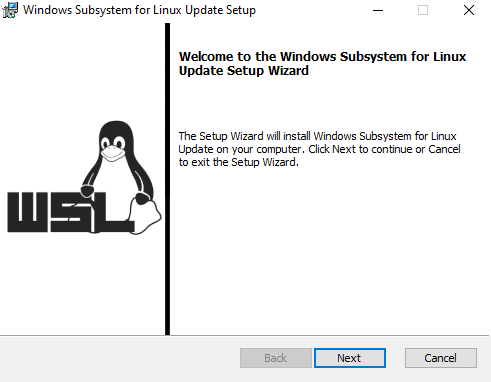 Windows Subsystem for Linux Update Setup
Welcome to the Windows Subsystem for Linux
Update Setup Wizard
The Setup Wizard will install Windows Subsystem for Linux
Update on your computer. Click Next to continue or Cancel
to exit the Setup Wizard.
WSL
Back
Next
Cancel